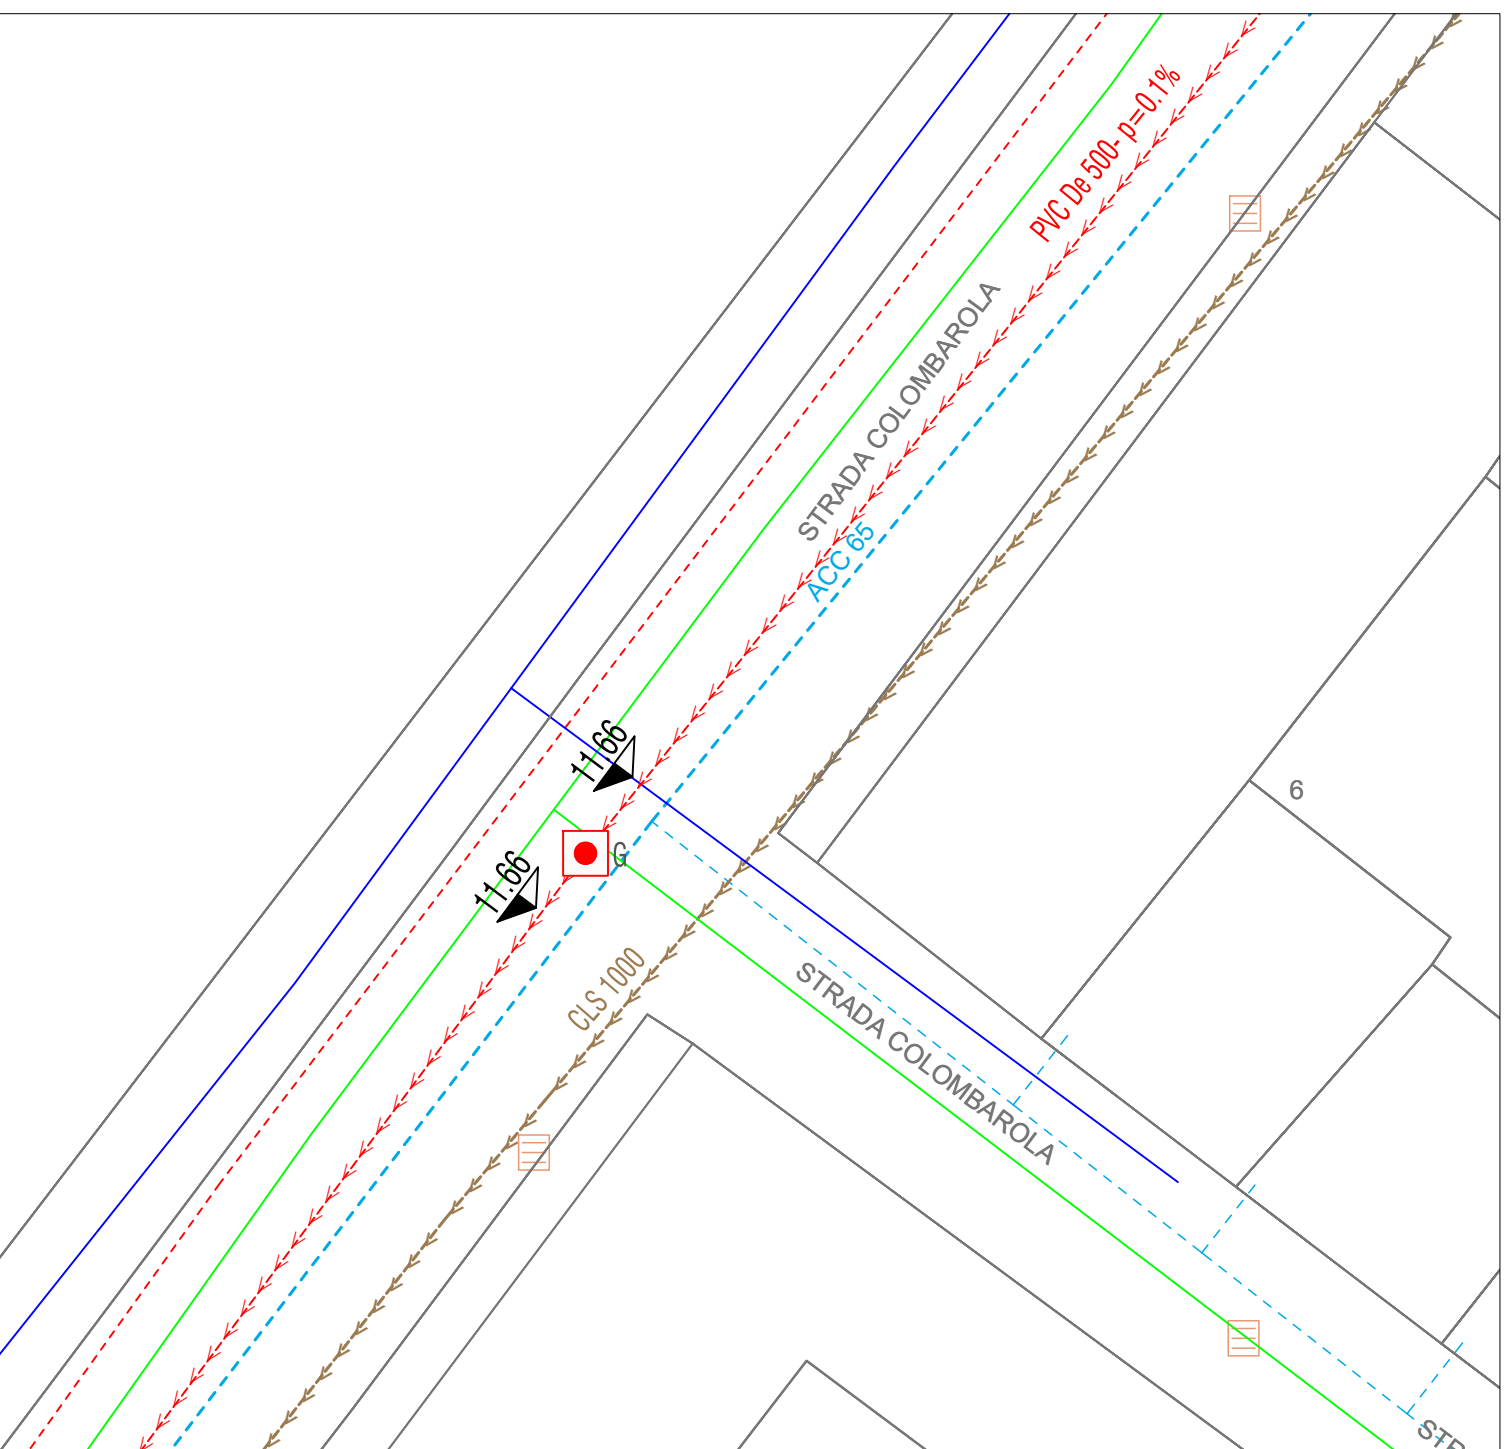 PVC De 500- p=0.1%
STRADA COLOMBAROLA
ACC 65
11.66
6
G
11.66
CLS 1000
STRADA COLOMBAROLA